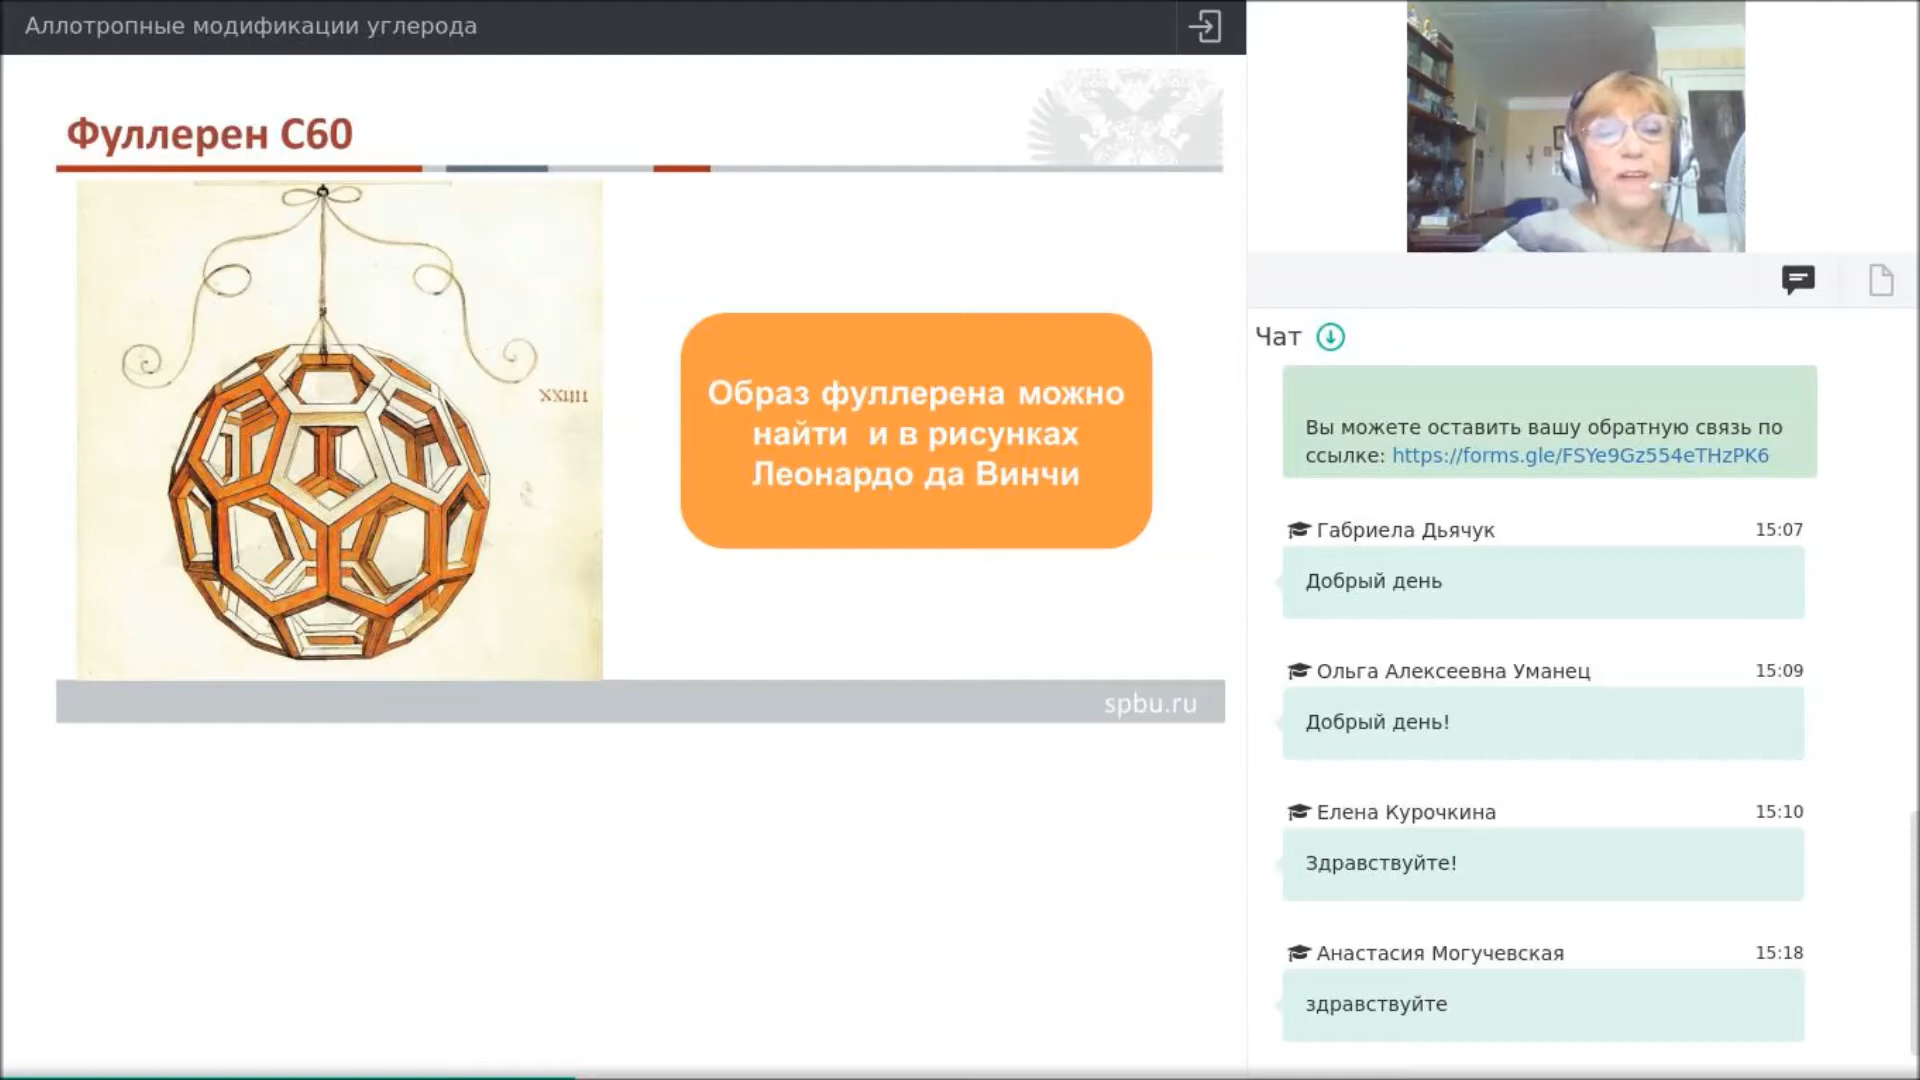 Аллотропные модификации углерода
Фуллерен С60
XXIIII
Образ фуллерена можно
найти и в рисунках
Леонардо да Винчи
spbu.ru
Чат
Вы можете оставить вашу обратную связь по
ссылке: https://forms.gle/FSYe9Gz554eTHzPK6
Габриела Дьячук 15:07
Добрый день
Ольга Алексеевна Уманец 15:09
Добрый день!
Елена Курочкина 15:10
Здравствуйте!
Анастасия Могучевская 15:18
здравствуйте